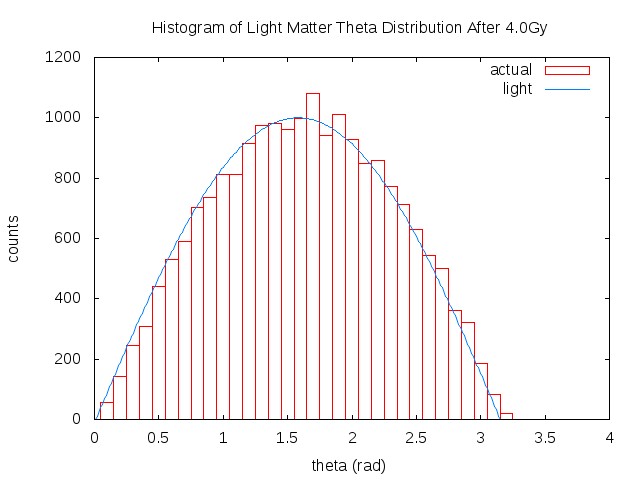 Histogram of Light Matter Theta Distribution After 4.0Gy
1200
1000
800
600
400
200
0
counts
actual
light
0 0.5 1 1.5 2 2.5 3 3.5 4
theta (rad)